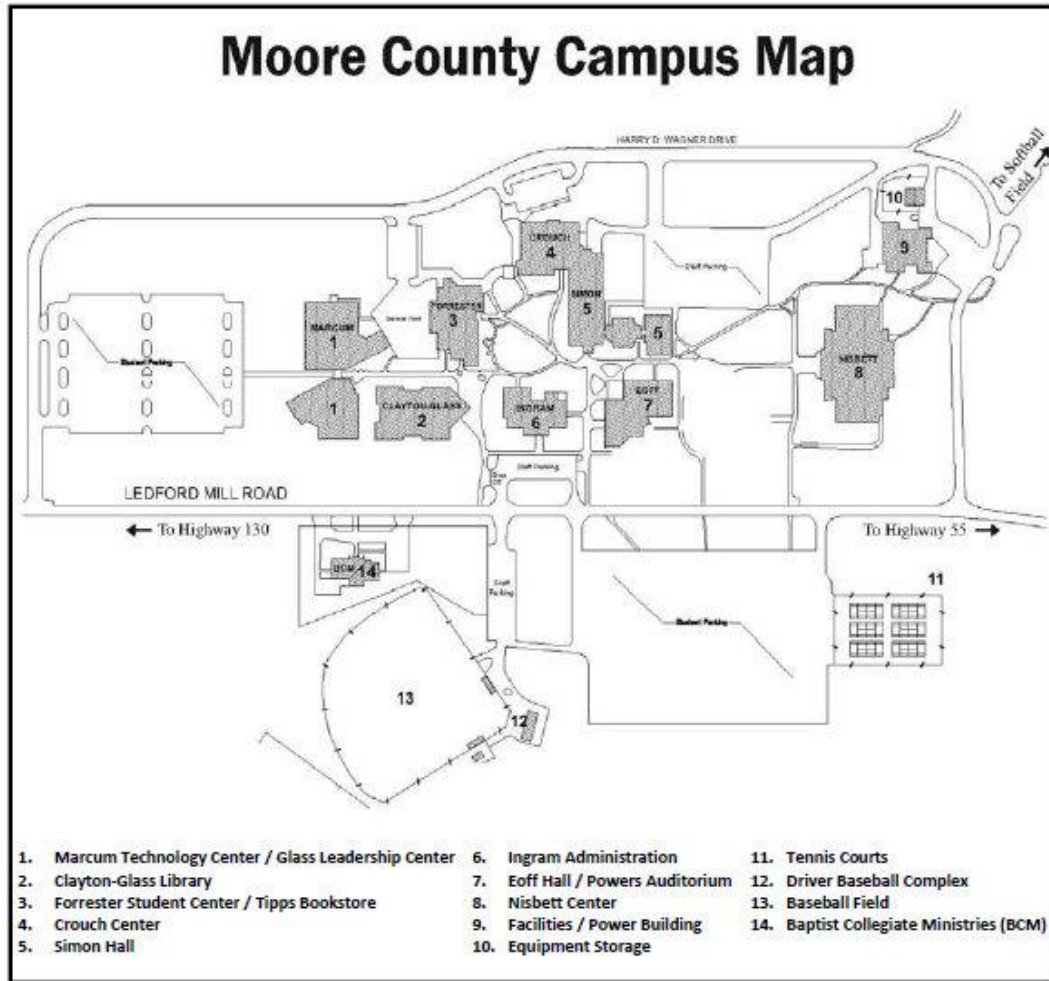 Moore County Campus Map
HARRY D. WAGNER DRIVE
To Softball
Field
10
9
CROUCH
4
Staff Parking
SIMON
5
5
FORRESTER
3
MARCUM
1
Student Parking
NISBETT
8
1
CLAYTON-GLASS
2
INGRAM
6
EOFF
7
Staff Parking
LEDFORD MILL ROAD
← To Highway 130
To Highway 55 →
BCM 14
Staff
Parking
11
Student Parking
13
12
1. Marcum Technology Center / Glass Leadership Center
2. Clayton-Glass Library
3. Forrester Student Center / Tipps Bookstore
4. Crouch Center
5. Simon Hall
6. Ingram Administration
7. Eoff Hall / Powers Auditorium
8. Nisbett Center
9. Facilities / Power Building
10. Equipment Storage
11. Tennis Courts
12. Driver Baseball Complex
13. Baseball Field
14. Baptist Collegiate Ministries (BCM)